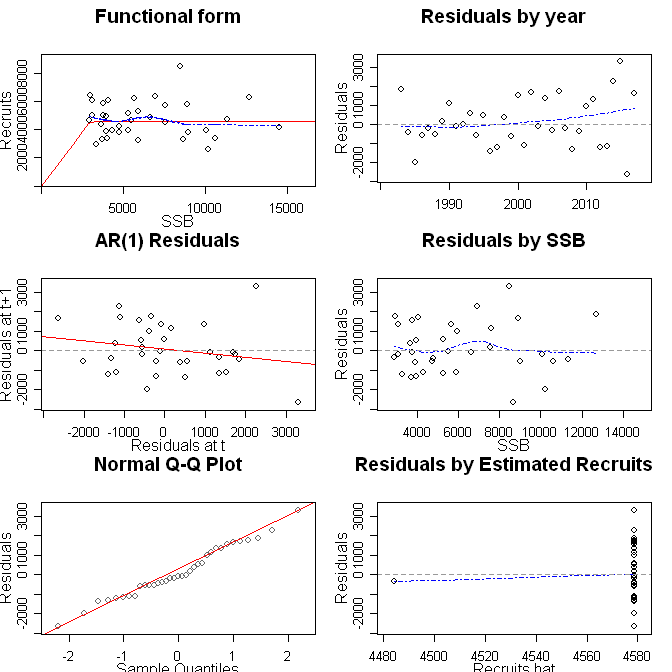 Functional form
Recruits
2000 4000 6000 8000
5000 10000 15000
SSB
Residuals by year
Residuals
-2000 0 1000 3000
1990 2000 2010
AR(1) Residuals
Residuals at t+1
-2000 0 1000 3000
-2000 -1000 0 1000 2000 3000
Residuals at t
Residuals by SSB
Residuals
-2000 0 1000 3000
4000 6000 8000 10000 12000 14000
SSB
Normal Q-Q Plot
Residuals
-2000 0 1000 3000
-2 -1 0 1 2
Sample Quantiles
Residuals by Estimated Recruits
Residuals
-2000 0 1000 3000
4480 4500 4520 4540 4560 4580
Recruits hat